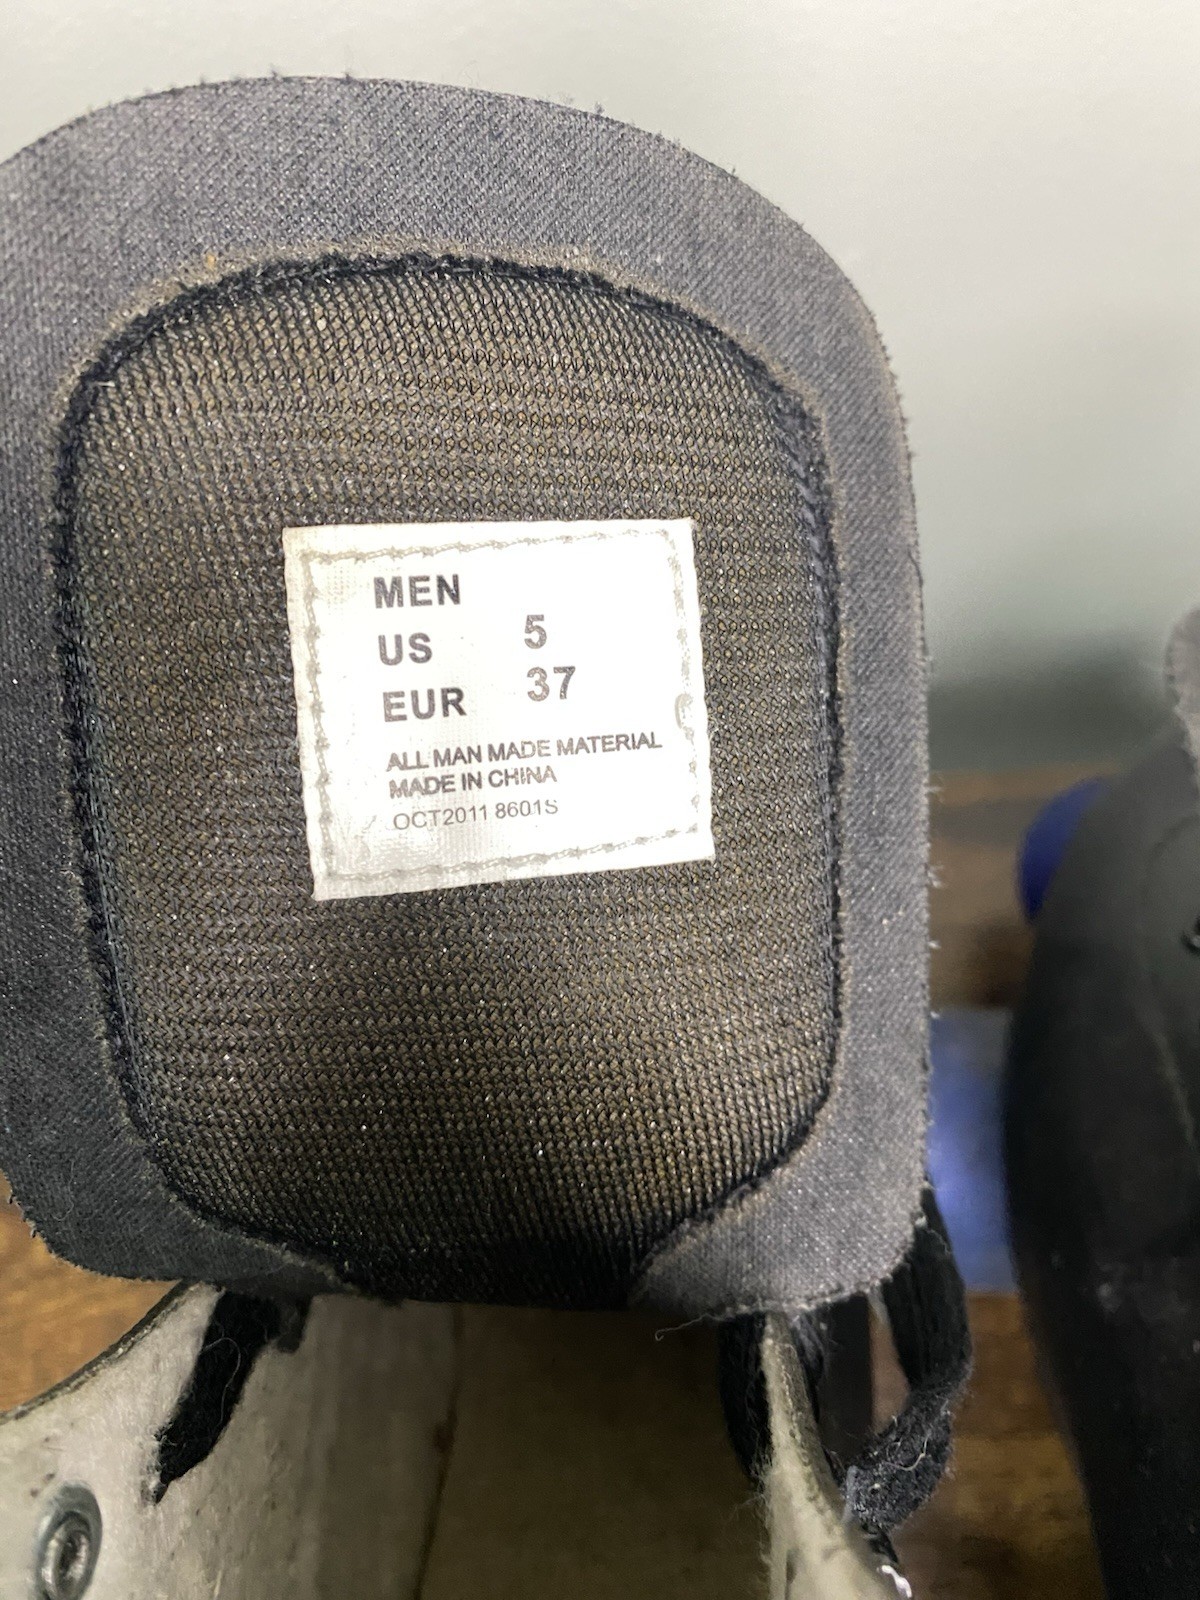 MEN
US 5
EUR 37
ALL MAN MADE MATERIAL
MADE IN CHINA
OCT2011 8601S